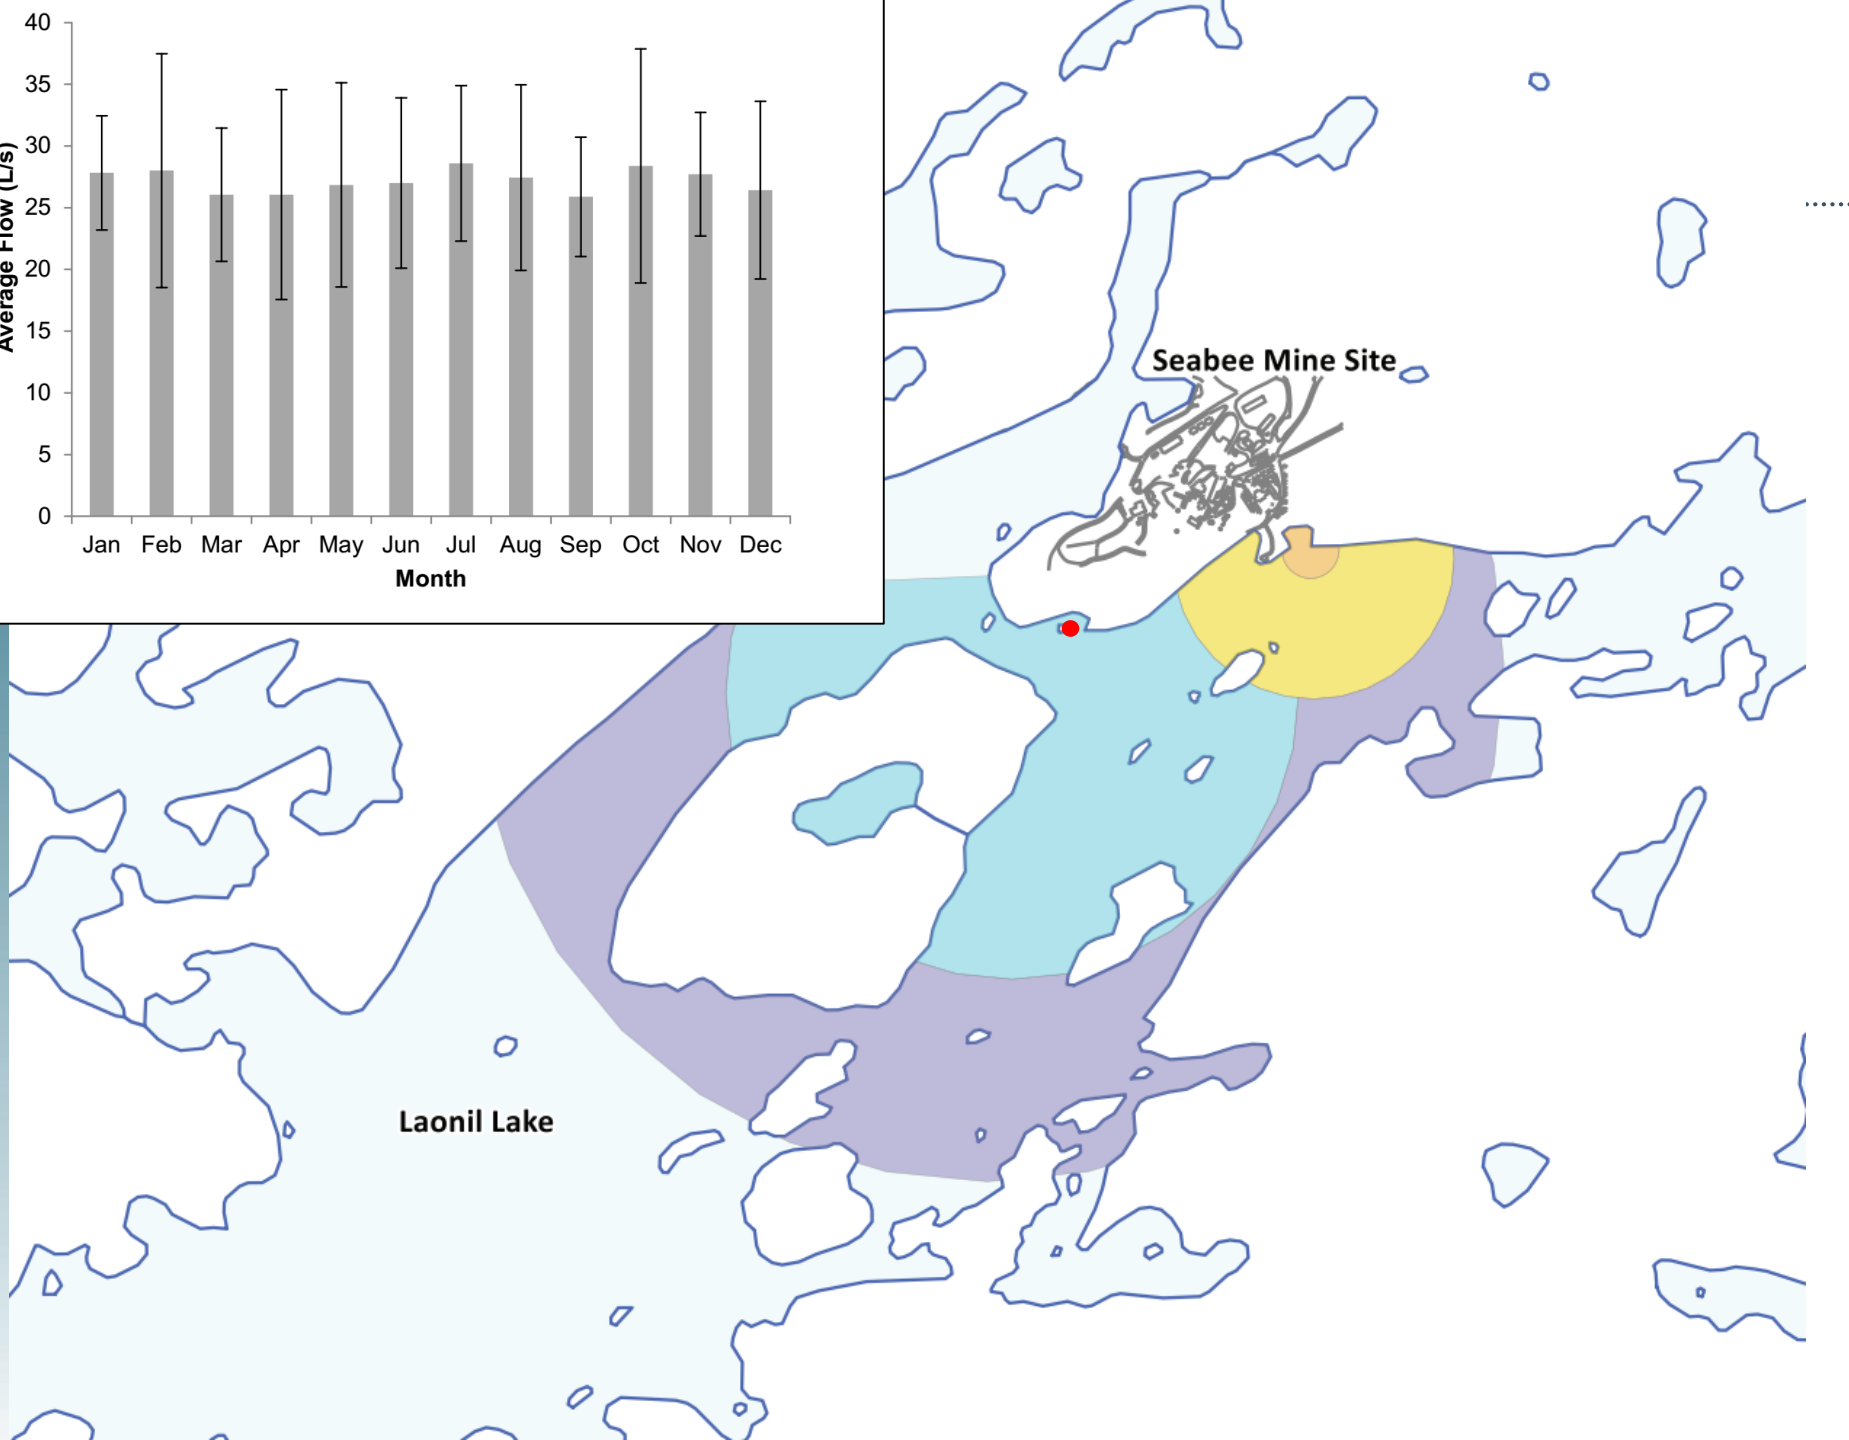 40
35
30
25
20
15
10
5
0
Average Flow (L/s)
Jan Feb Mar Apr May Jun Jul Aug Sep Oct Nov Dec
Month
Seabee Mine Site
Laonil Lake